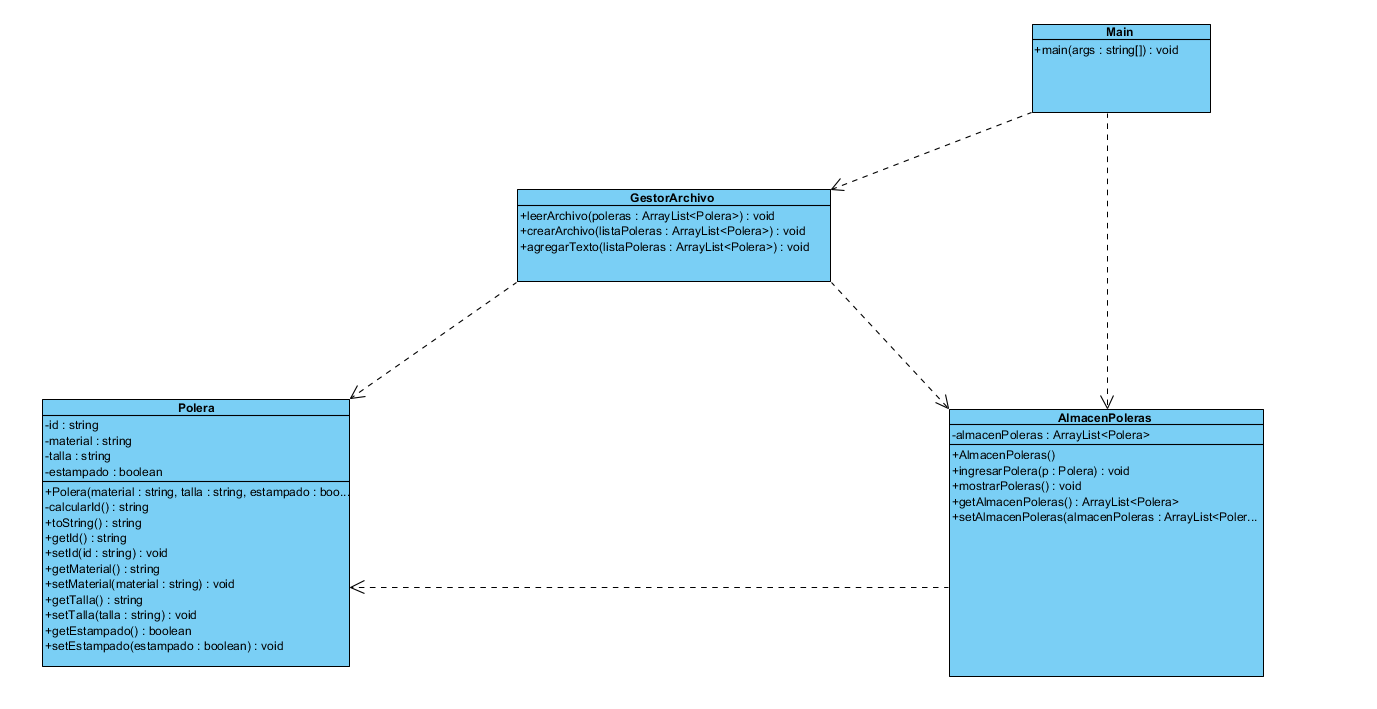 Main
+main(args : string[]) : void
GestorArchivo
+leerArchivo(poleras : ArrayList<Polera>) : void
+crearArchivo(listaPoleras : ArrayList<Polera>) : void
+agregarTexto(listaPoleras : ArrayList<Polera>) : void
Polera
-id : string
-material : string
-talla : string
-estampado : boolean
+Polera(material : string, talla : string, estampado : boo...
-calcularId() : string
+toString() : string
+getId() : string
+setId(id : string) : void
+getMaterial() : string
+setMaterial(material : string) : void
+getTalla() : string
+setTalla(talla : string) : void
+getEstampado() : boolean
+setEstampado(estampado : boolean) : void
AlmacenPoleras
-almacenPoleras : ArrayList<Polera>
+AlmacenPoleras()
+ingresarPolera(p : Polera) : void
+mostrarPoleras() : void
+getAlmacenPoleras() : ArrayList<Polera>
+setAlmacenPoleras(almacenPoleras : ArrayList<Poler...